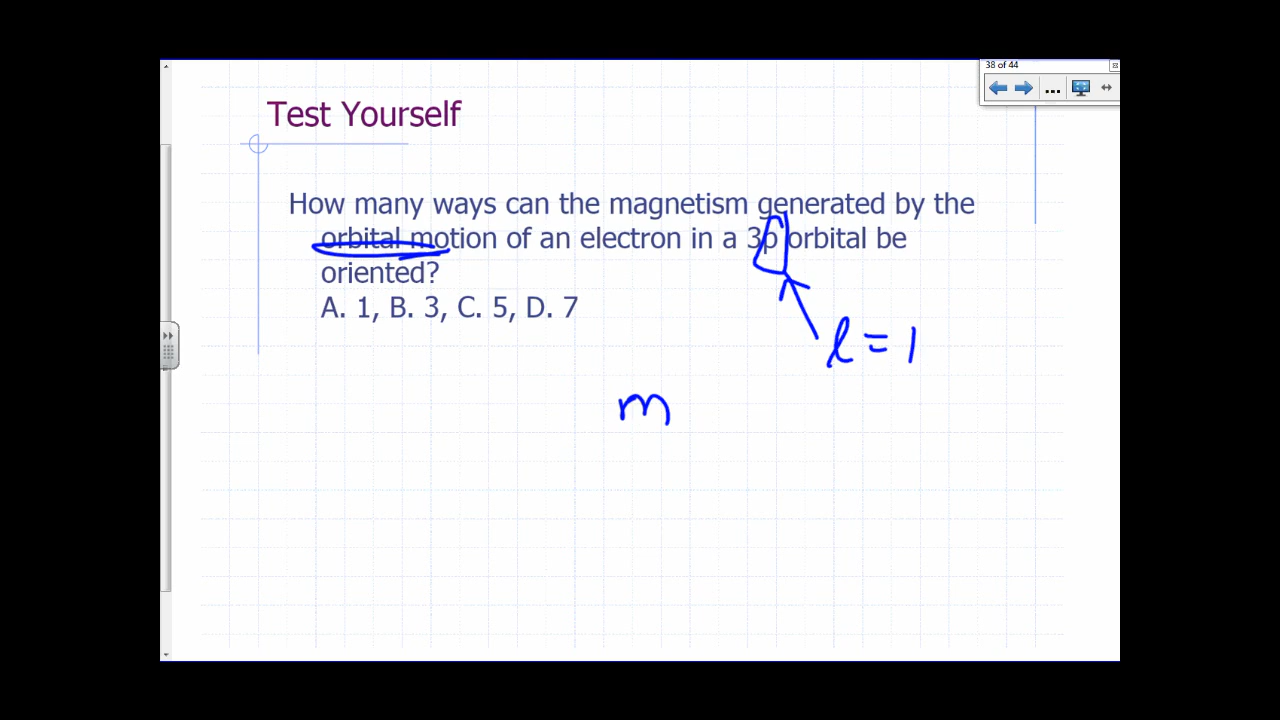 38 of 44
Test Yourself
How many ways can the magnetism generated by the
orbital motion of an electron in a 3p orbital be
oriented?
A. 1, B. 3, C. 5, D. 7
l = 1
m